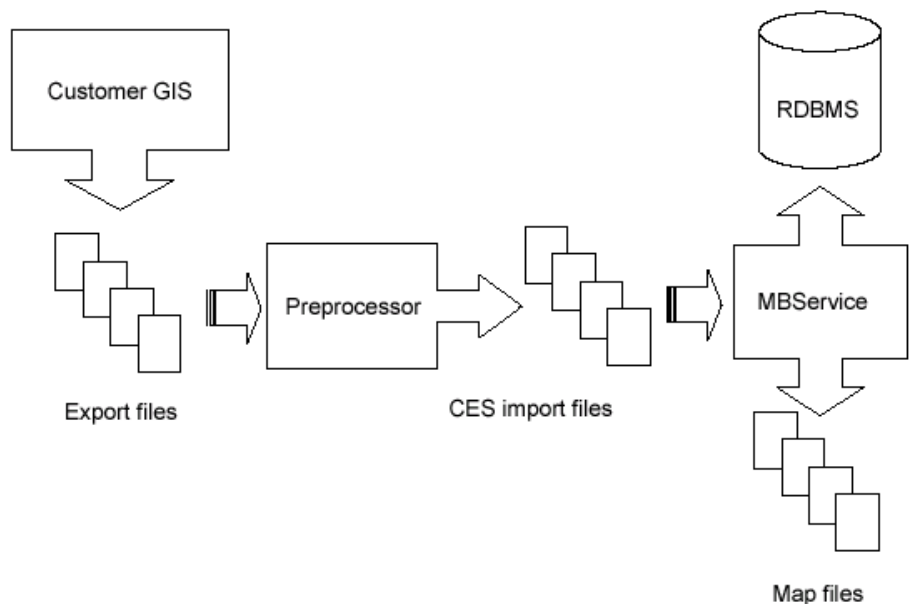 Customer GIS
RDBMS
Preprocessor
MBService
Export files
CES import files
Map files